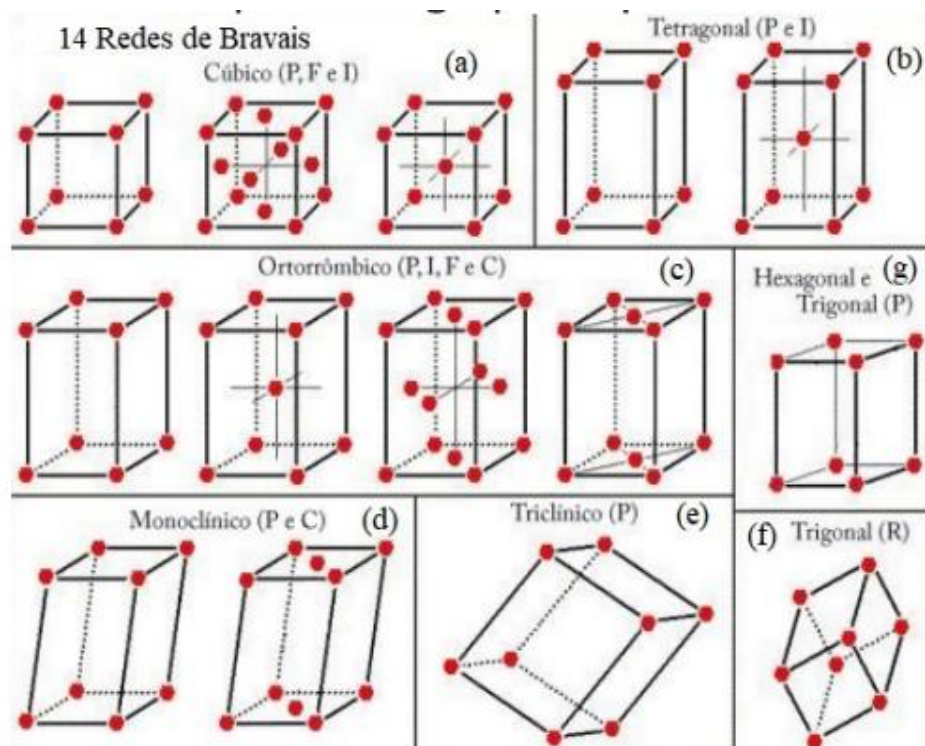 14 Redes de Bravais
Cúbico (P, F e I)
(a)
Tetragonal (P e I)
(b)
Ortorrômbico (P, I, F e C)
(c)
Hexagonal e
Trigonal (P)
(g)
Monoclínico (P e C)
(d)
Triclínico (P)
(e)
(f)
Trigonal (R)